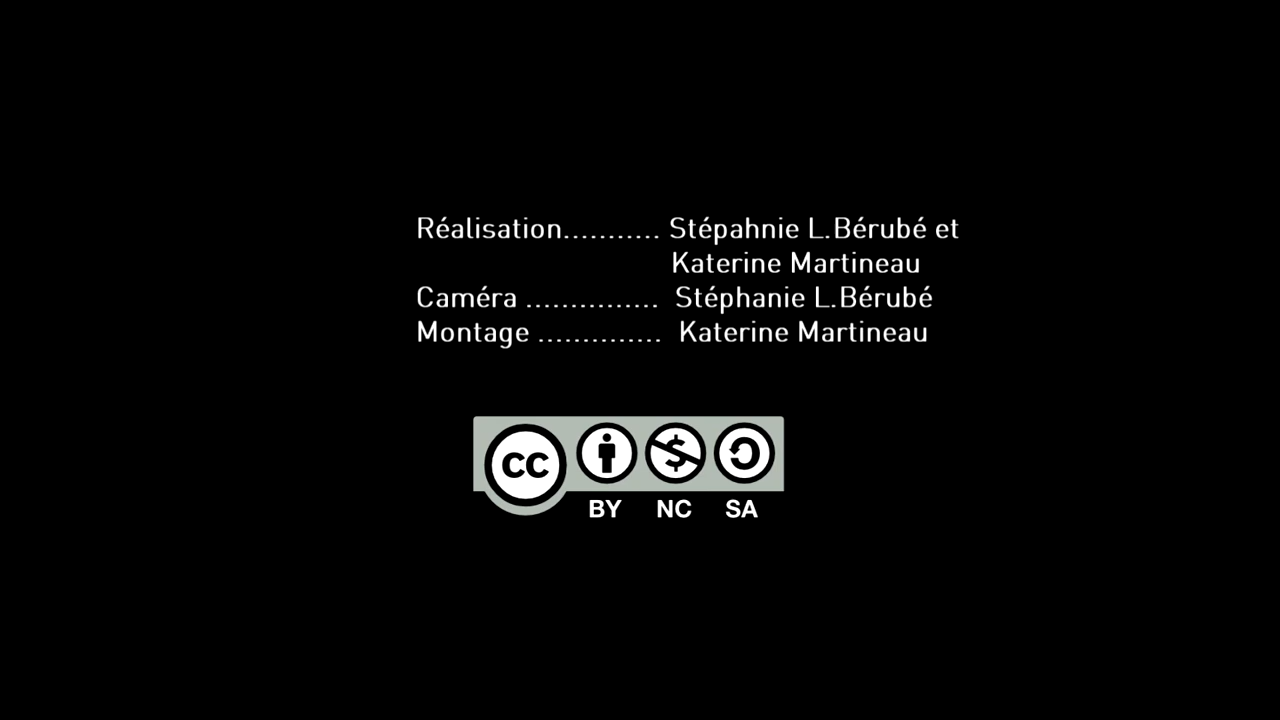 Réalisation........... Stépahnie L.Bérubé et
Katerine Martineau
Caméra ............... Stéphanie L.Bérubé
Montage .............. Katerine Martineau
cc
BY NC SA